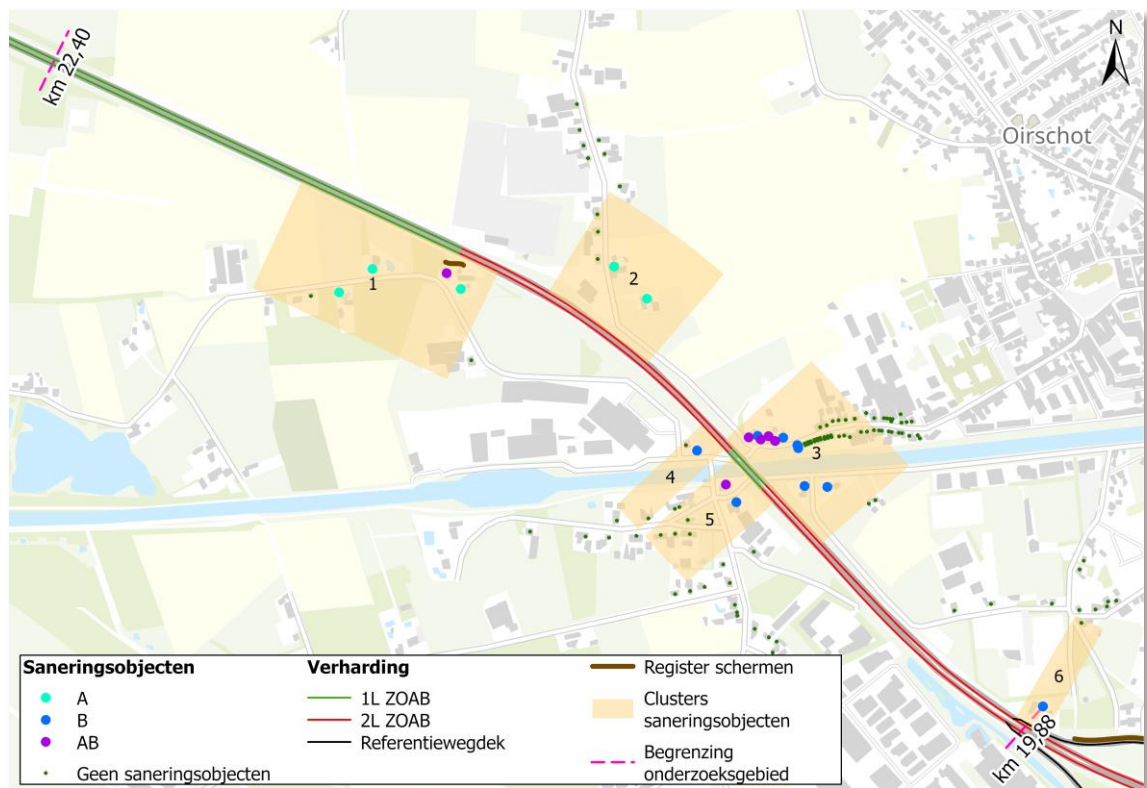 km 22,40
N
Oirschot
1
2
3
4
5
6
km 19,88
Saneringsobjecten
A
B
AB
Geen saneringsobjecten
Verharding
1L ZOAB
2L ZOAB
Referentiewegdek
Register schermen
Clusters
saneringsobjecten
Begrenzing
onderzoeksgebied